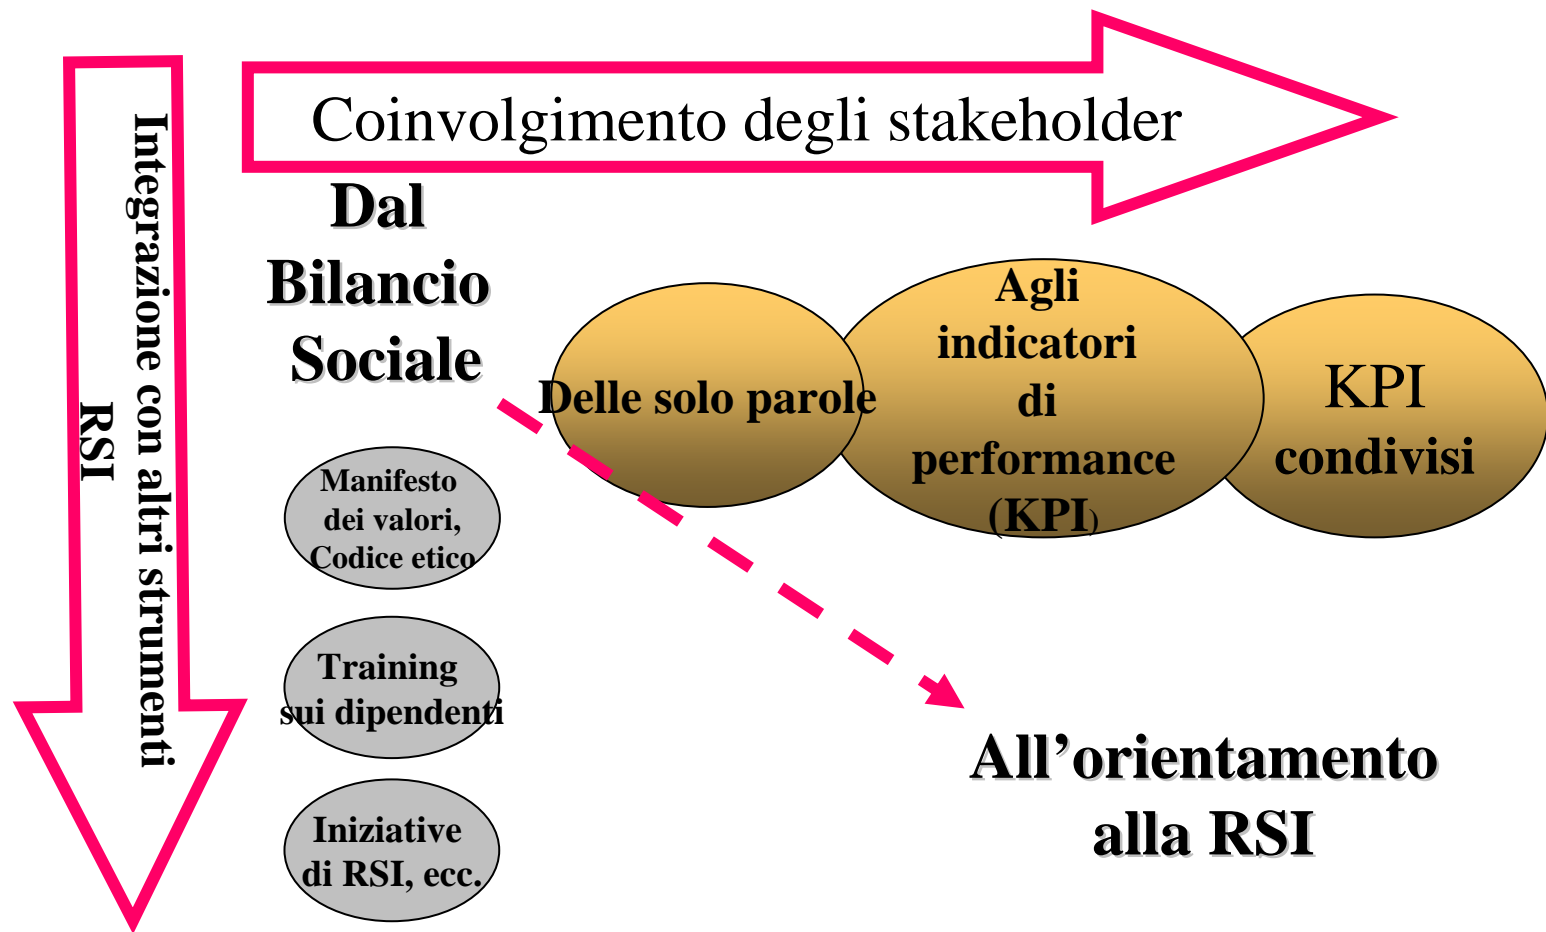 Coinvolgimento degli stakeholder
Integrazione con altri strumenti
RSI
Dal
Bilancio
Sociale
Delle solo parole
Agli
indicatori
di
performance
(KPI)
KPI
condivisi
Manifesto
dei valori,
Codice etico
Training
sui dipendenti
Iniziative
di RSI, ecc.
All’orientamento
alla RSI